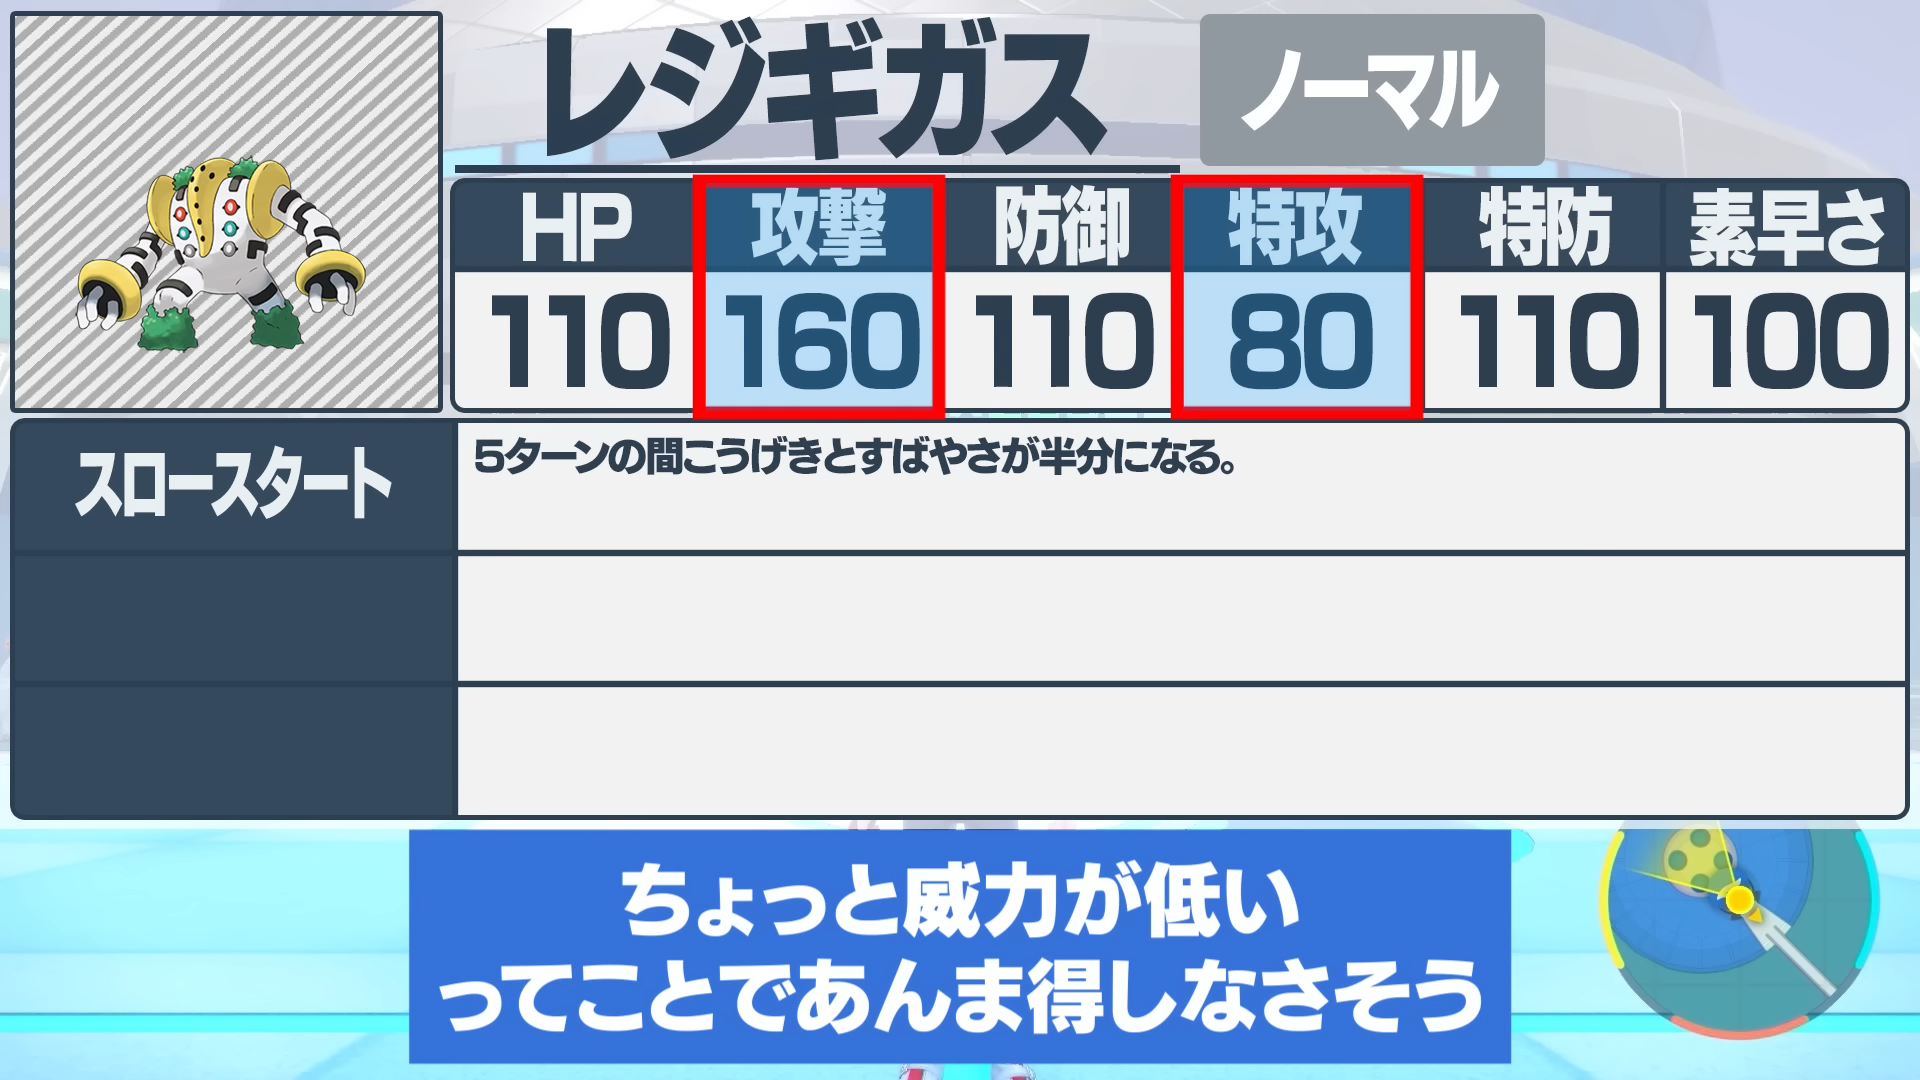 レジギガス
ノーマル
HP 攻撃 防御 特攻 特防 素早さ
110 160 110 80 110 100
スロースタート
5ターンの間こうげきとすばやさが半分になる。
ちょっと威力が低い
ってことであんま得しなさそう